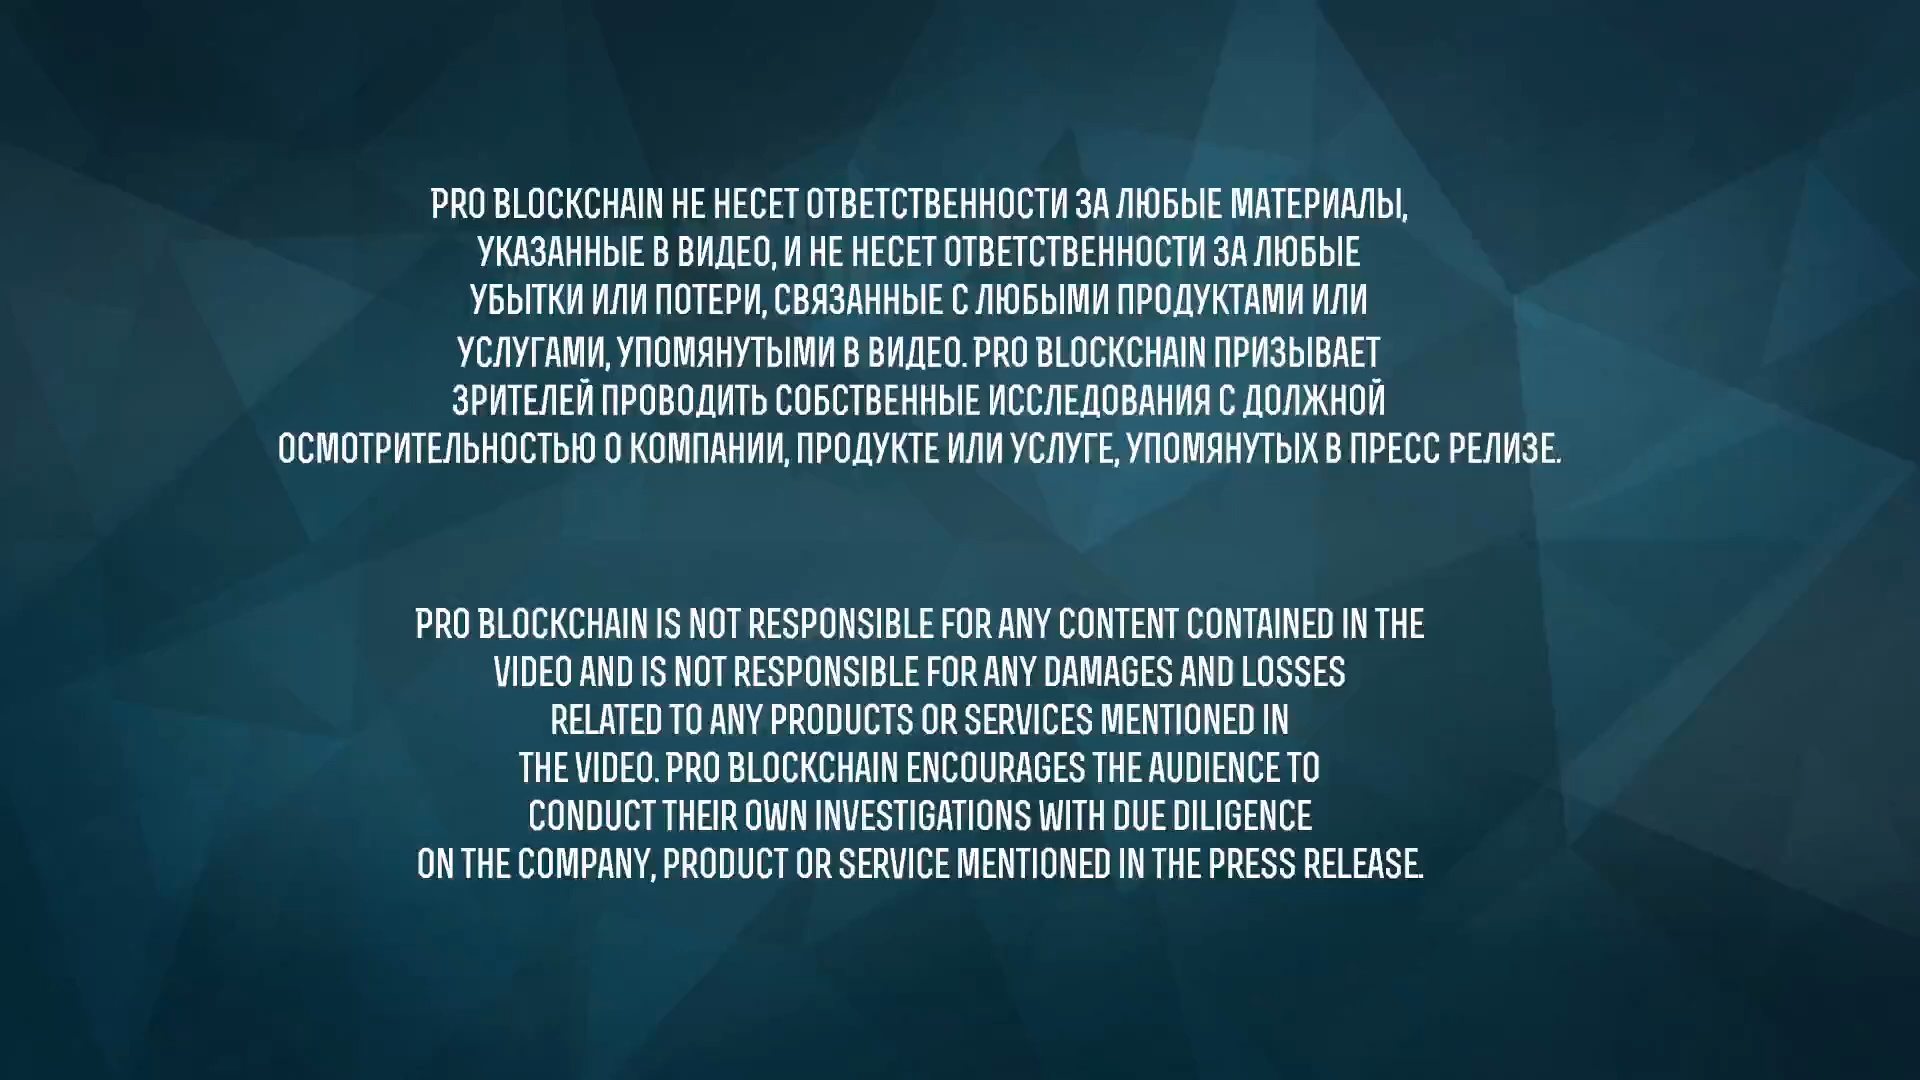 PRO BLOCKCHAIN НЕ НЕСЕТ ОТВЕТСТВЕННОСТИ ЗА ЛЮБЫЕ МАТЕРИАЛЫ,
УКАЗАННЫЕ В ВИДЕО, И НЕ НЕСЕТ ОТВЕТСТВЕННОСТИ ЗА ЛЮБЫЕ
УБЫТКИ ИЛИ ПОТЕРИ, СВЯЗАННЫЕ С ЛЮБЫМИ ПРОДУКТАМИ ИЛИ
УСЛУГАМИ, УПОМЯНУТЫМИ В ВИДЕО. PRO BLOCKCHAIN ПРИЗЫВАЕТ
ЗРИТЕЛЕЙ ПРОВОДИТЬ СОБСТВЕННЫЕ ИССЛЕДОВАНИЯ С ДОЛЖНОЙ
ОСМОТРИТЕЛЬНОСТЬЮ О КОМПАНИИ, ПРОДУКТЕ ИЛИ УСЛУГЕ, УПОМЯНУТЫХ В ПРЕСС РЕЛИЗЕ.
PRO BLOCKCHAIN IS NOT RESPONSIBLE FOR ANY CONTENT CONTAINED IN THE
VIDEO AND IS NOT RESPONSIBLE FOR ANY DAMAGES AND LOSSES
RELATED TO ANY PRODUCTS OR SERVICES MENTIONED IN
THE VIDEO. PRO BLOCKCHAIN ENCOURAGES THE AUDIENCE TO
CONDUCT THEIR OWN INVESTIGATIONS WITH DUE DILIGENCE
ON THE COMPANY, PRODUCT OR SERVICE MENTIONED IN THE PRESS RELEASE.